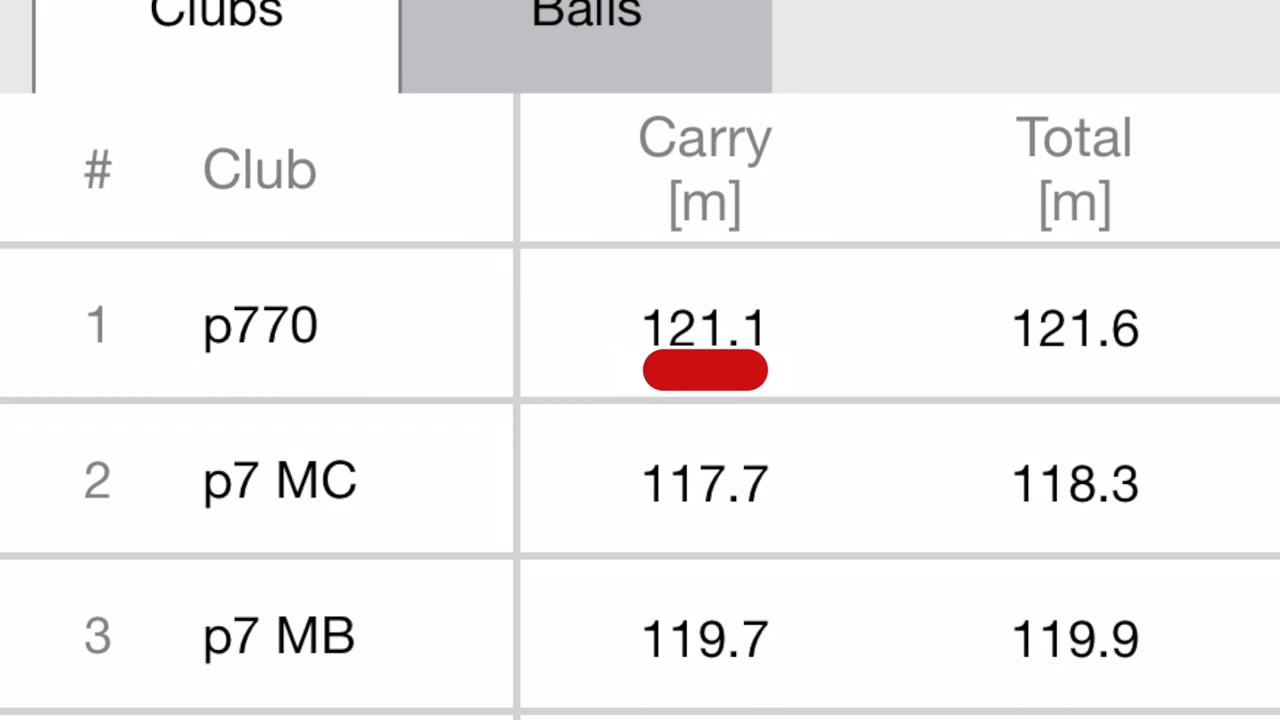 Clubs Balls
# Club Carry [m] Total [m]
1 p770 121.1 121.6
2 p7 MC 117.7 118.3
3 p7 MB 119.7 119.9